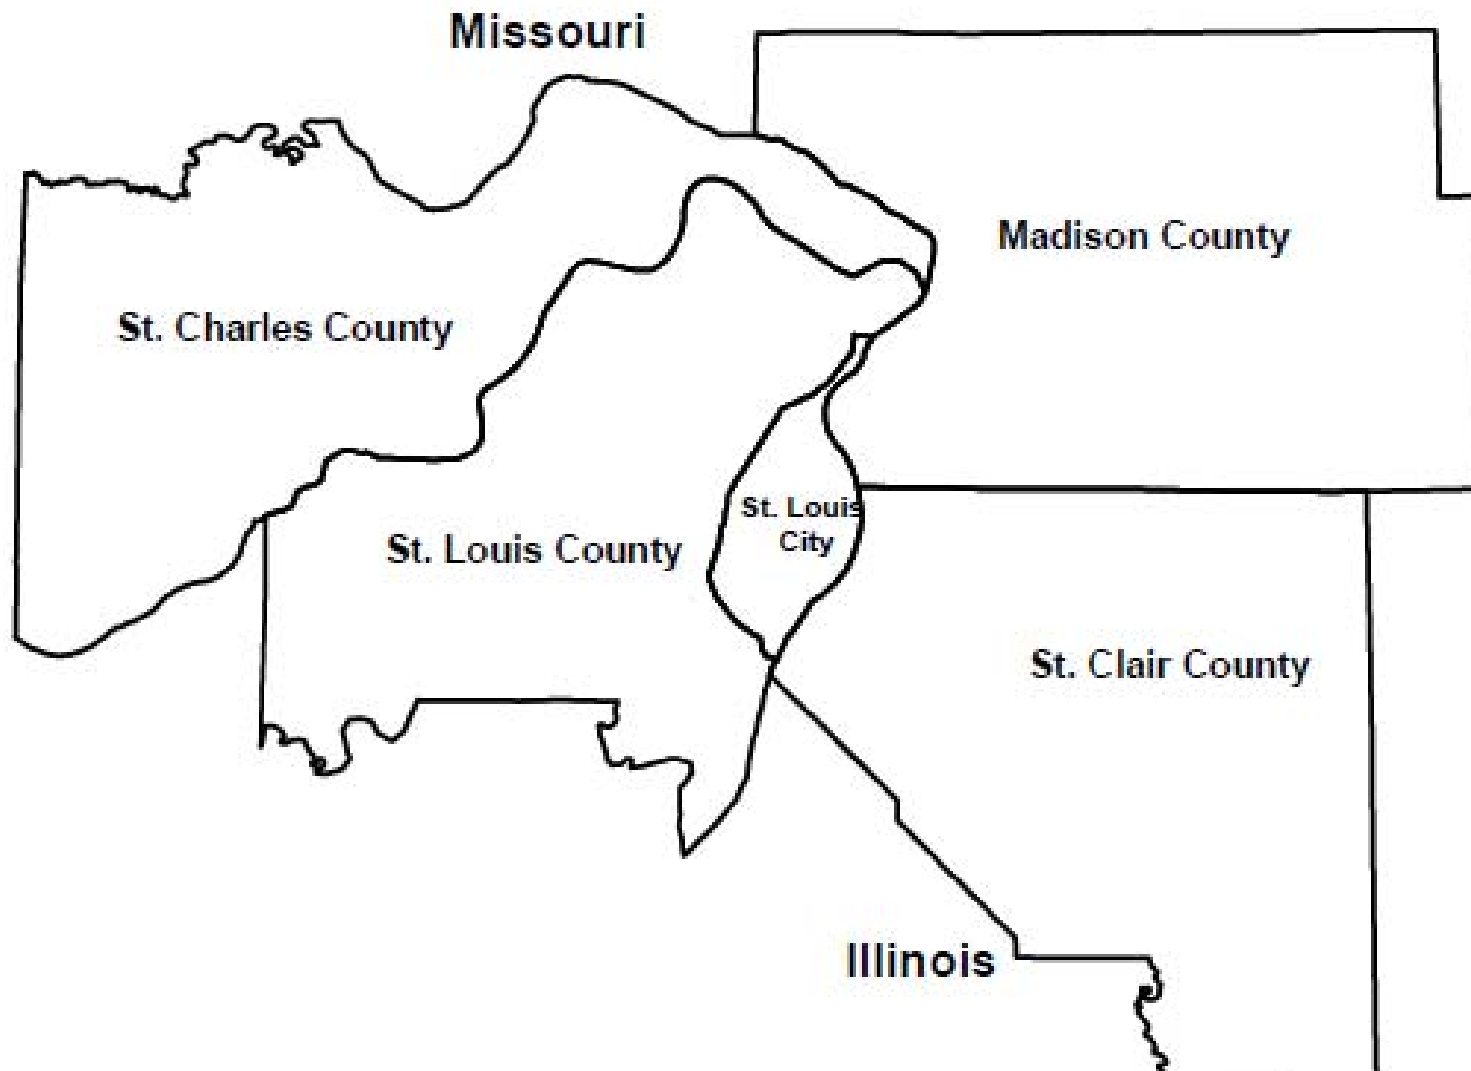 Missouri
Madison County
St. Charles County
St. Louis
City
St. Louis County
St. Clair County
Illinois